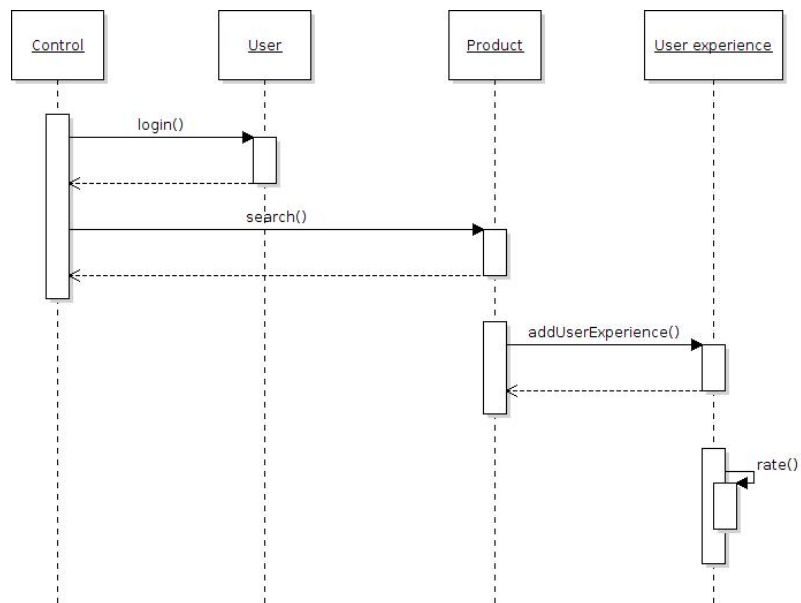 Control
User
Product
User experience
login()
search()
addUserExperience()
rate()